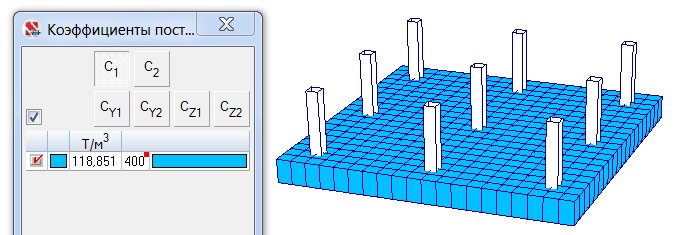 Коэффициенты пост...
C1 C2
CY1 CY2 CZ1 CZ2
Т/м3
118,851 400